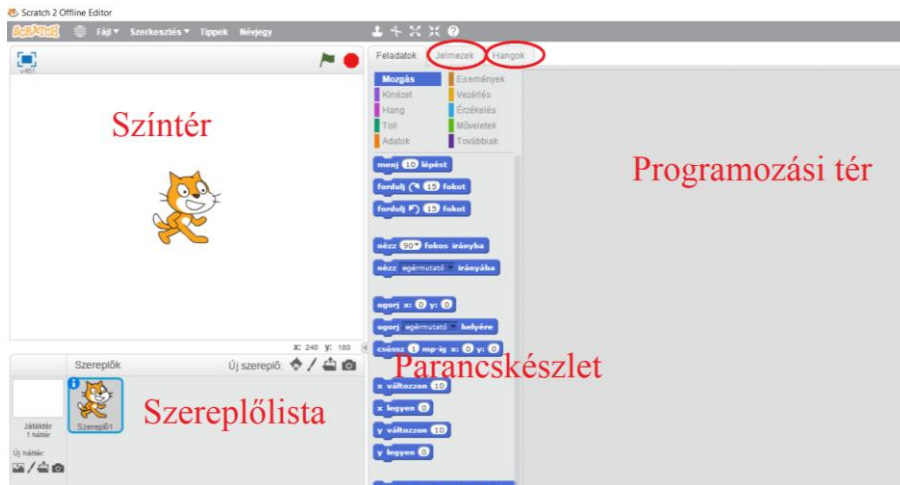 Scratch 2 Offline Editor
SCRATCH Fájl Szerkesztés Tippek Névjegy
v461
Színtér
x: 240 y: 180
Feladatok Jelmezek Hangok
Mozgás Események
Kinézet Vezérlés
Hang Érzékelés
Toll Műveletek
Adatok Továbbiak
menj 10 lépést
fordulj 15 fokot
fordulj 15 fokot
nézz 90 fokos irányba
nézz egérmutató irányába
ugorj x: 0 y: 0
ugorj egérmutató helyére
csússz 1 mp-ig x: 0 y: 0
Parancskészlet
x változzon 10
x legyen 0
y változzon 10
y legyen 0
Programozási tér
Szereplők Új szereplő:
Szereplőlista
Játéktér
1 háttér
Szereplő1
Új háttér: